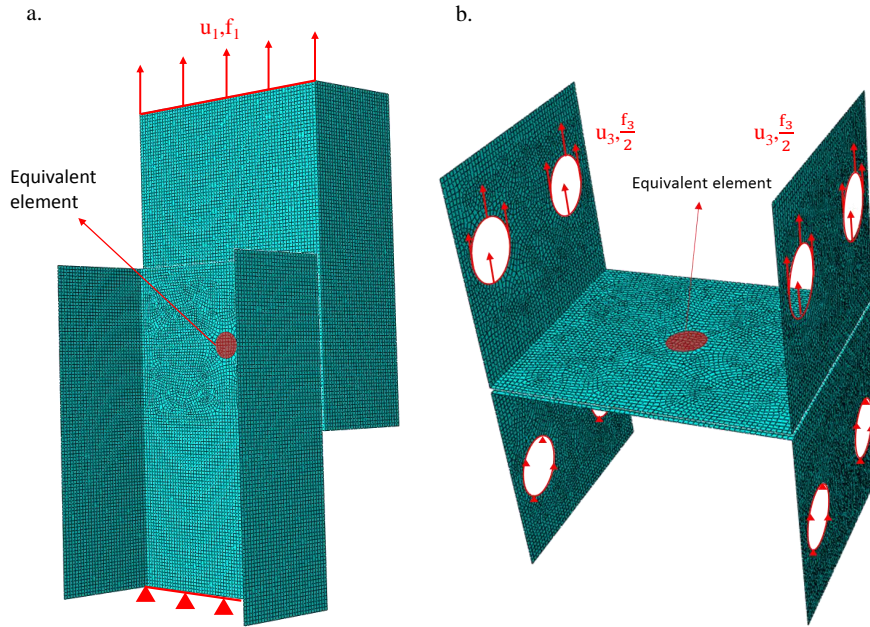 a.
u₁,f₁
Equivalent
element
b.
u₃,f₃/2
u₃,f₃/2
Equivalent element